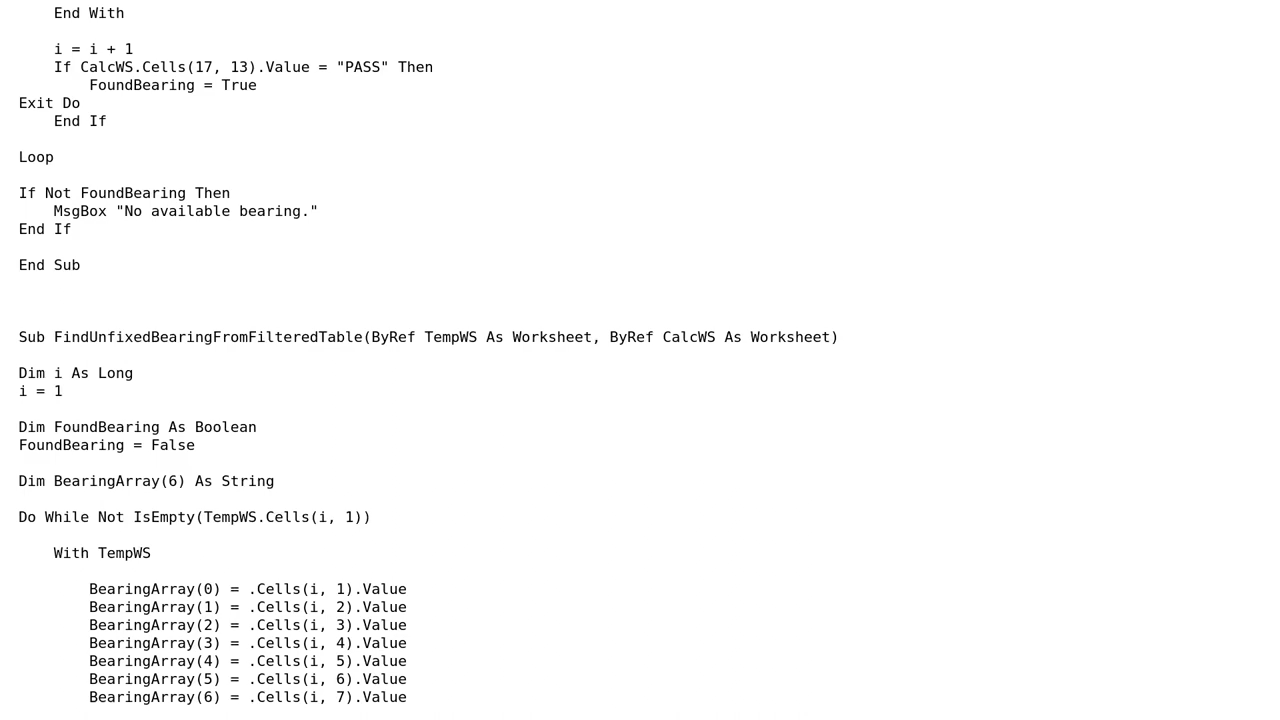 End With

    i = i + 1
    If CalcWS.Cells(17, 13).Value = "PASS" Then
        FoundBearing = True
Exit Do
    End If

Loop

If Not FoundBearing Then
    MsgBox "No available bearing."
End If

End Sub



Sub FindUnfixedBearingFromFilteredTable(ByRef TempWS As Worksheet, ByRef CalcWS As Worksheet)

Dim i As Long
i = 1

Dim FoundBearing As Boolean
FoundBearing = False

Dim BearingArray(6) As String

Do While Not IsEmpty(TempWS.Cells(i, 1))

    With TempWS

        BearingArray(0) = .Cells(i, 1).Value
        BearingArray(1) = .Cells(i, 2).Value
        BearingArray(2) = .Cells(i, 3).Value
        BearingArray(3) = .Cells(i, 4).Value
        BearingArray(4) = .Cells(i, 5).Value
        BearingArray(5) = .Cells(i, 6).Value
        BearingArray(6) = .Cells(i, 7).Value